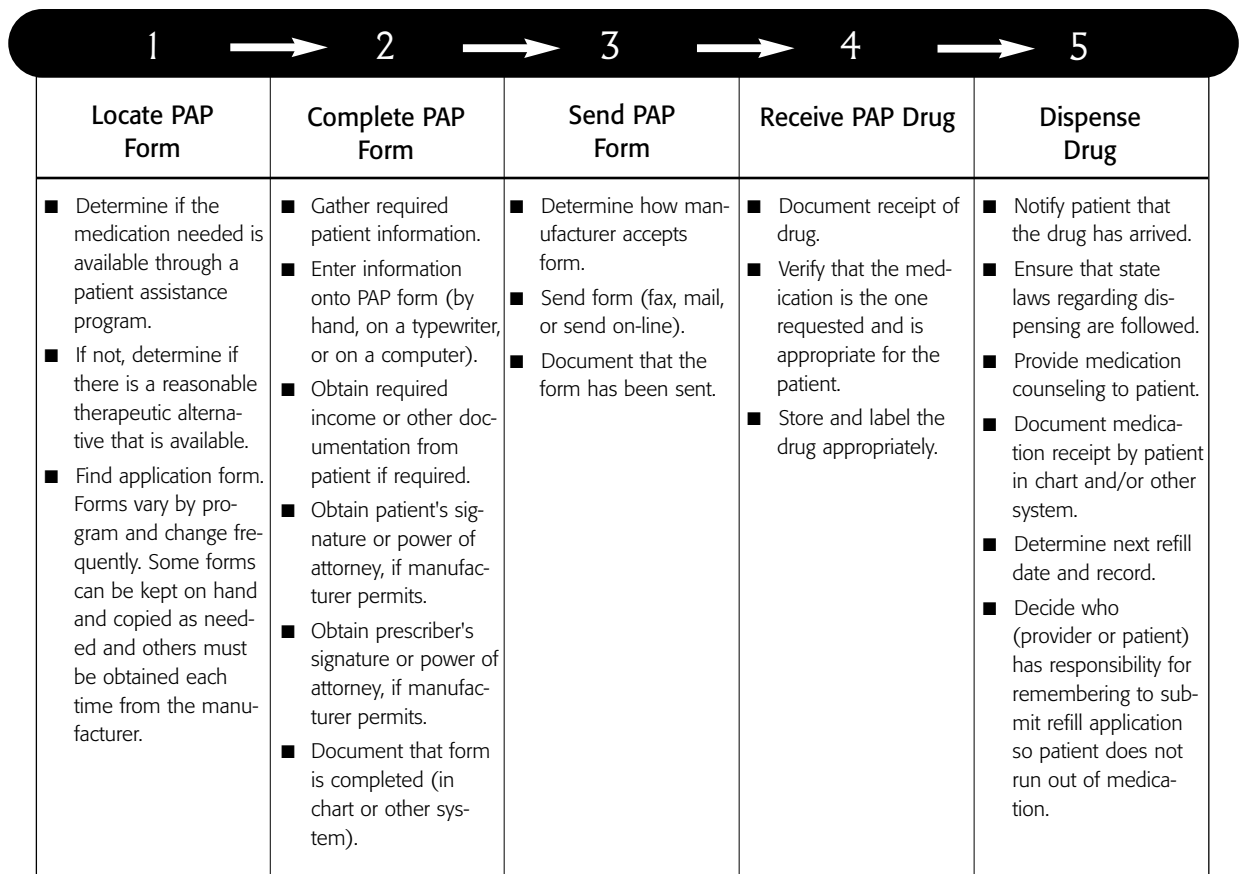 1 2 3 4 5
Locate PAP
Form
Complete PAP
Form
Send PAP
Form
Receive PAP Drug
Dispense
Drug
■ Determine if the
medication needed is
available through a
patient assistance
program.
■ If not, determine if
there is a reasonable
therapeutic alterna-
tive that is available.
■ Find application form.
Forms vary by pro-
gram and change fre-
quently. Some forms
can be kept on hand
and copied as need-
ed and others must
be obtained each
time from the manu-
facturer.
■ Gather required
patient information.
■ Enter information
onto PAP form (by
hand, on a typewriter,
or on a computer).
■ Obtain required
income or other doc-
umentation from
patient if required.
■ Obtain patient's sig-
nature or power of
attorney, if manufac-
turer permits.
■ Obtain prescriber's
signature or power of
attorney, if manufac-
turer permits.
■ Document that form
is completed (in
chart or other sys-
tem).
■ Determine how man-
ufacturer accepts
form.
■ Send form (fax, mail,
or send on-line).
■ Document that the
form has been sent.
■ Document receipt of
drug.
■ Verify that the med-
ication is the one
requested and is
appropriate for the
patient.
■ Store and label the
drug appropriately.
■ Notify patient that
the drug has arrived.
■ Ensure that state
laws regarding dis-
pensing are followed.
■ Provide medication
counseling to patient.
■ Document medica-
tion receipt by patient
in chart and/or other
system.
■ Determine next refill
date and record.
■ Decide who
(provider or patient)
has responsibility for
remembering to sub-
mit refill application
so patient does not
run out of medica-
tion.